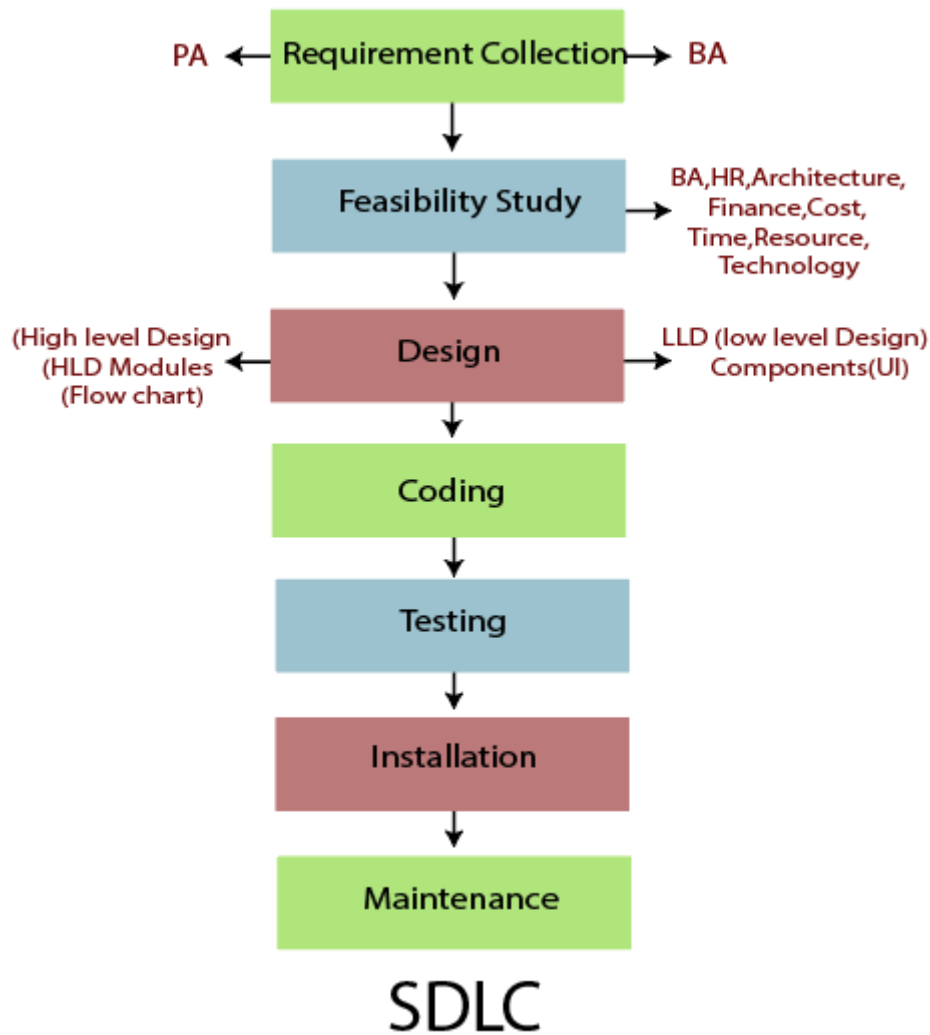 PA
Requirement Collection
BA
Feasibility Study
BA,HR,Architecture,
Finance,Cost,
Time,Resource,
Technology
(High level Design
(HLD Modules
(Flow chart)
Design
LLD (low level Design)
Components(UI)
Coding
Testing
Installation
Maintenance
SDLC